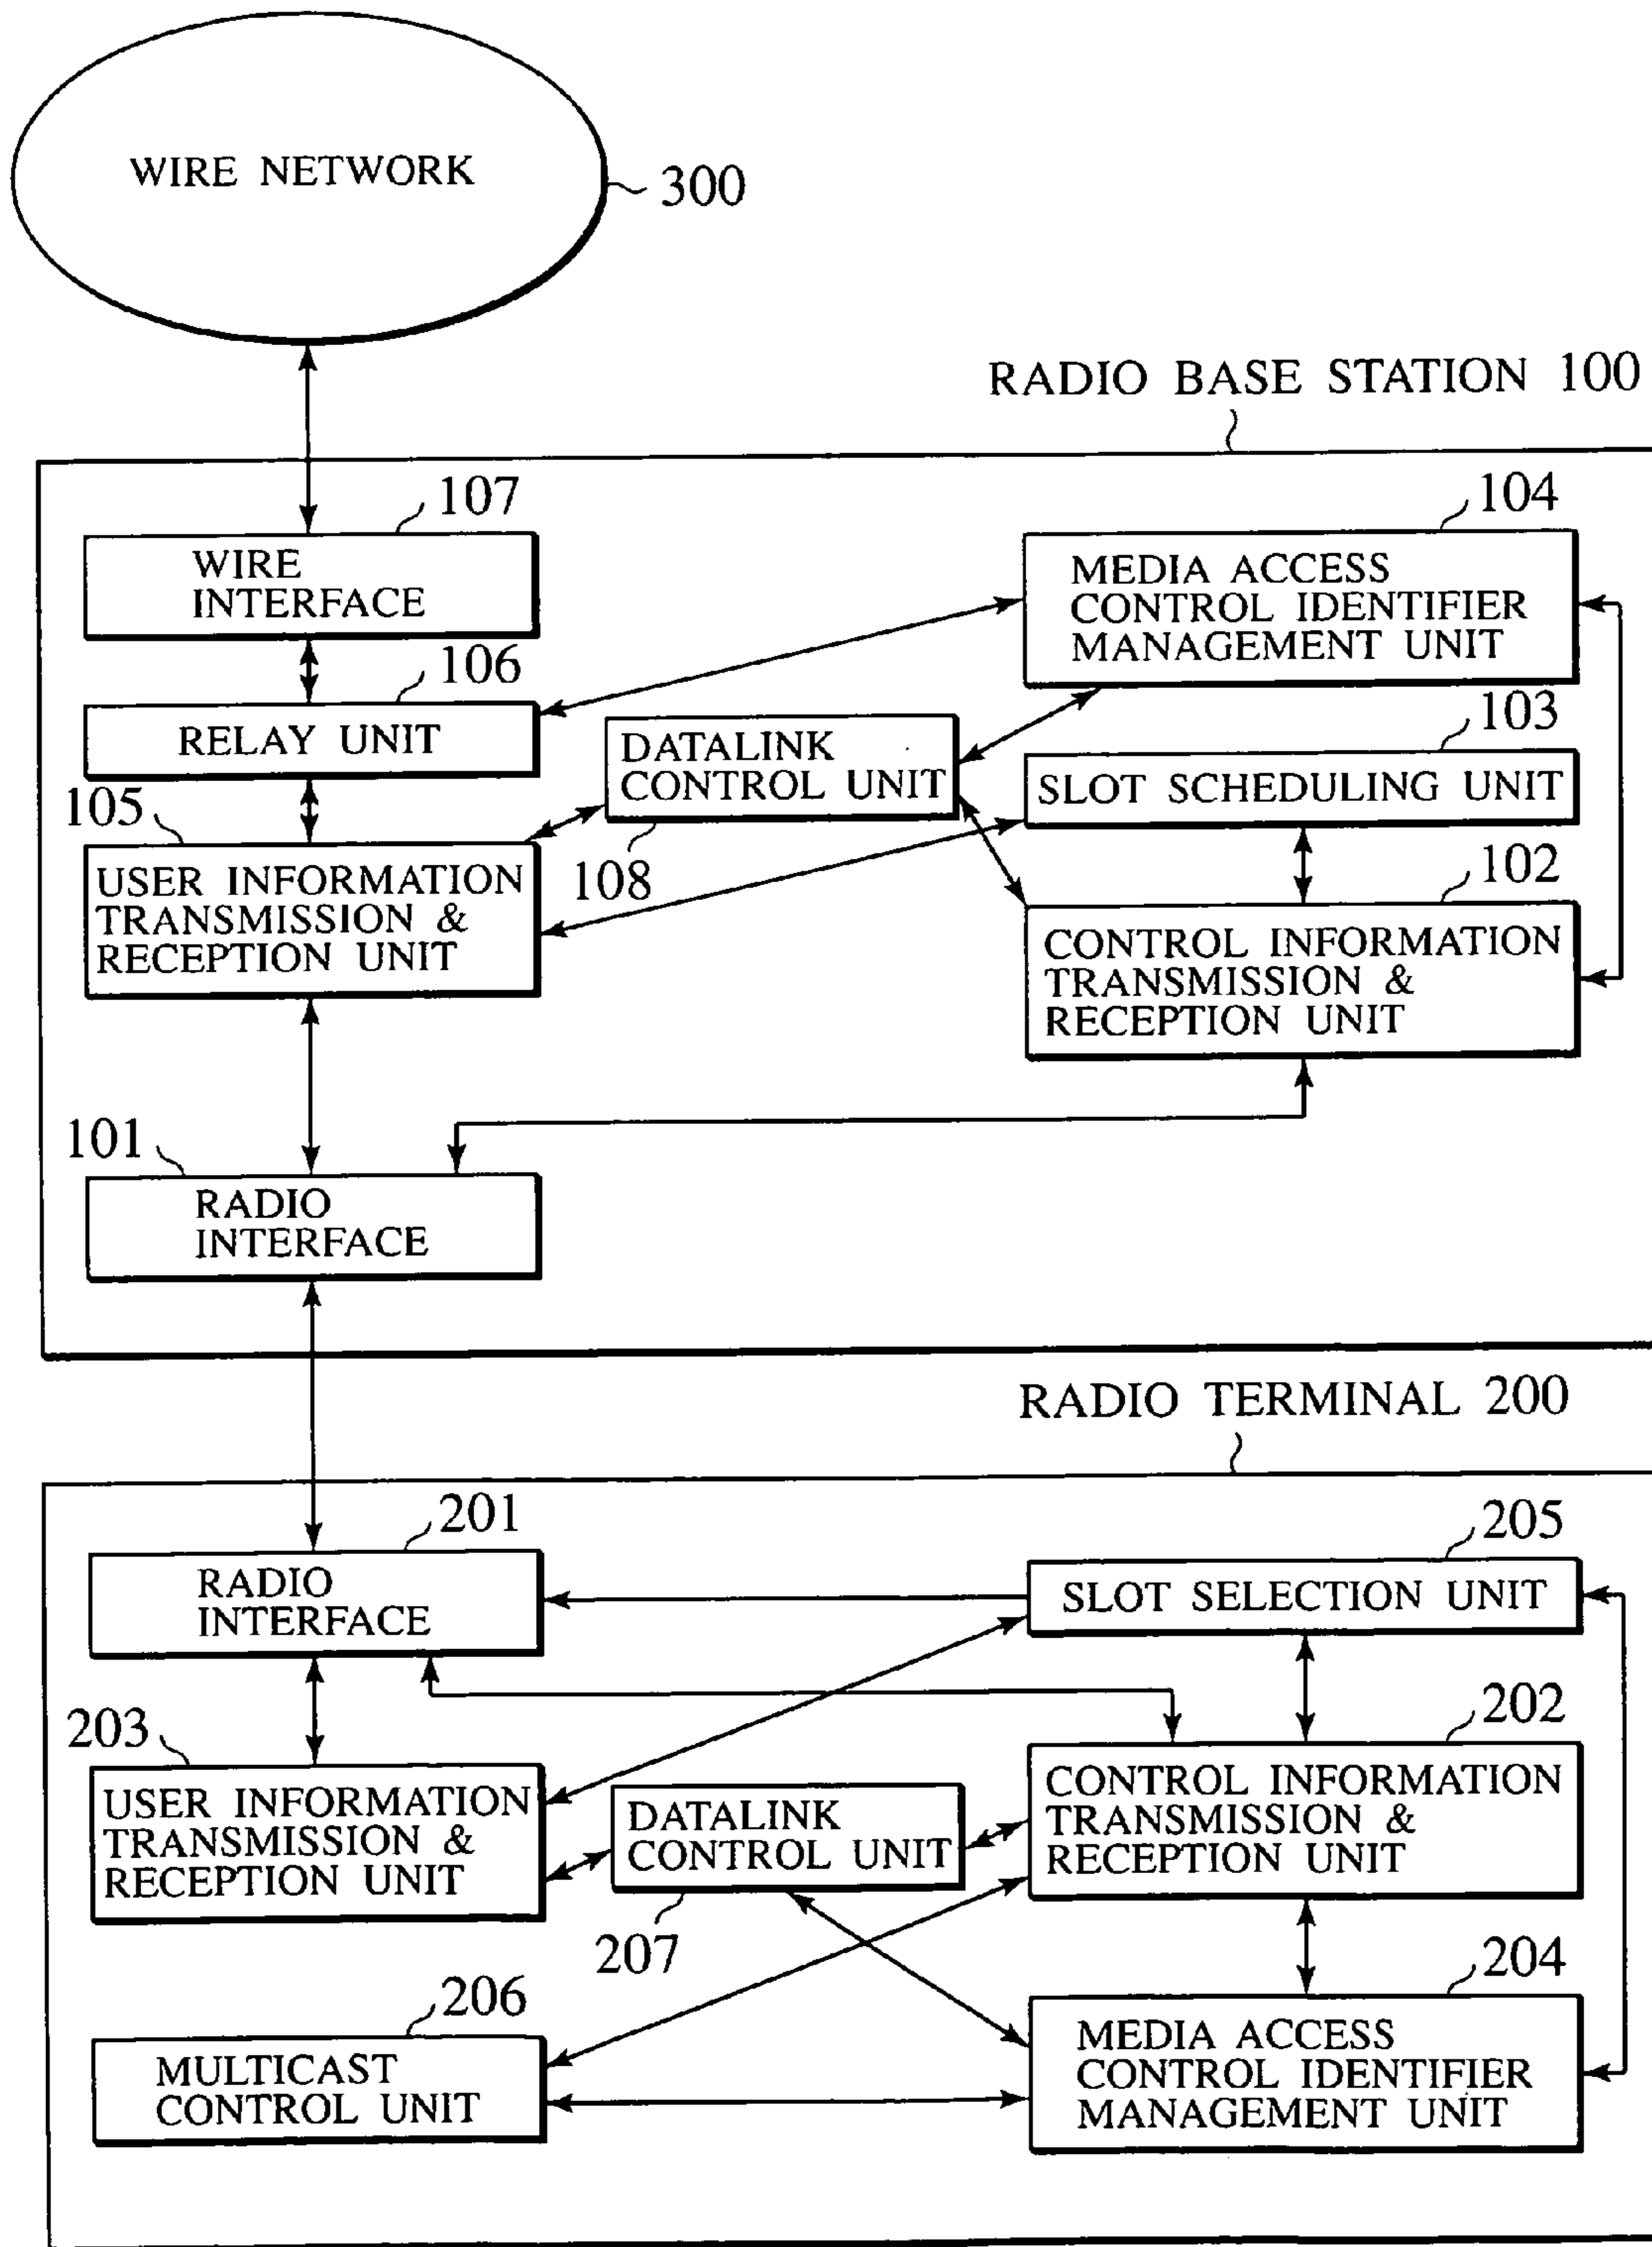 WIRE NETWORK
300
RADIO BASE STATION 100
107
WIRE
INTERFACE
104
MEDIA ACCESS
CONTROL IDENTIFIER
MANAGEMENT UNIT
106
RELAY UNIT
DATALINK
CONTROL UNIT
108
103
SLOT SCHEDULING UNIT
105
USER INFORMATION
TRANSMISSION &
RECEPTION UNIT
102
CONTROL INFORMATION
TRANSMISSION &
RECEPTION UNIT
101
RADIO
INTERFACE
RADIO TERMINAL 200
201
RADIO
INTERFACE
205
SLOT SELECTION UNIT
203
USER INFORMATION
TRANSMISSION &
RECEPTION UNIT
DATALINK
CONTROL UNIT
207
202
CONTROL INFORMATION
TRANSMISSION &
RECEPTION UNIT
206
MULTICAST
CONTROL UNIT
204
MEDIA ACCESS
CONTROL IDENTIFIER
MANAGEMENT UNIT